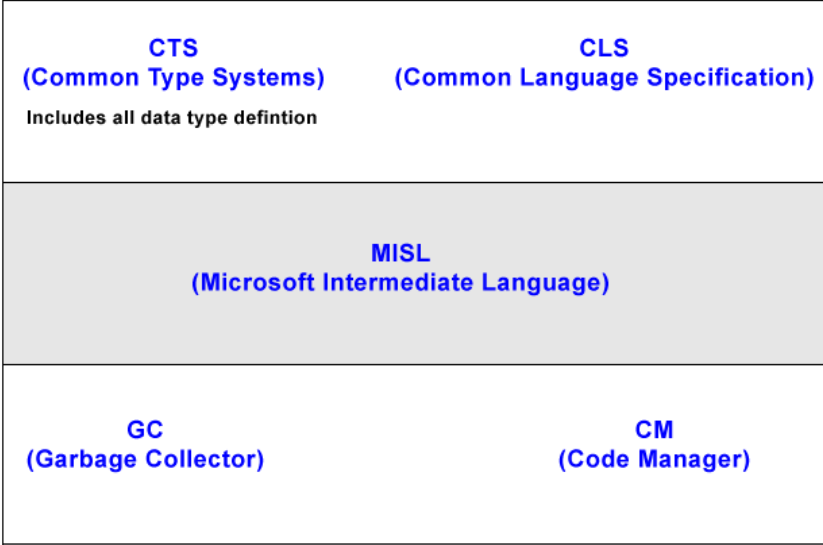 CTS
(Common Type Systems)
Includes all data type defintion
CLS
(Common Language Specification)
MISL
(Microsoft Intermediate Language)
GC
(Garbage Collector)
CM
(Code Manager)